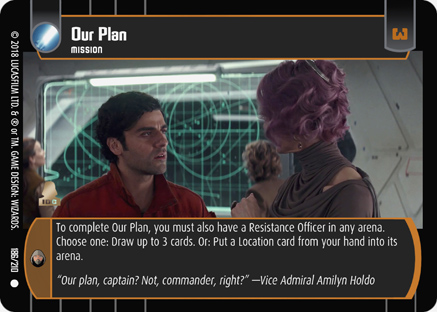 Our Plan
MISSION
3
To complete Our Plan, you must also have a Resistance Officer in any arena.
Choose one: Draw up to 3 cards. Or: Put a Location card from your hand into its
arena.
“Our plan, captain? Not, commander, right?” —Vice Admiral Amilyn Holdo
© 2018 LUCASFILM LTD. & ® OR TM. GAME DESIGN: WIZARDS.
186/210